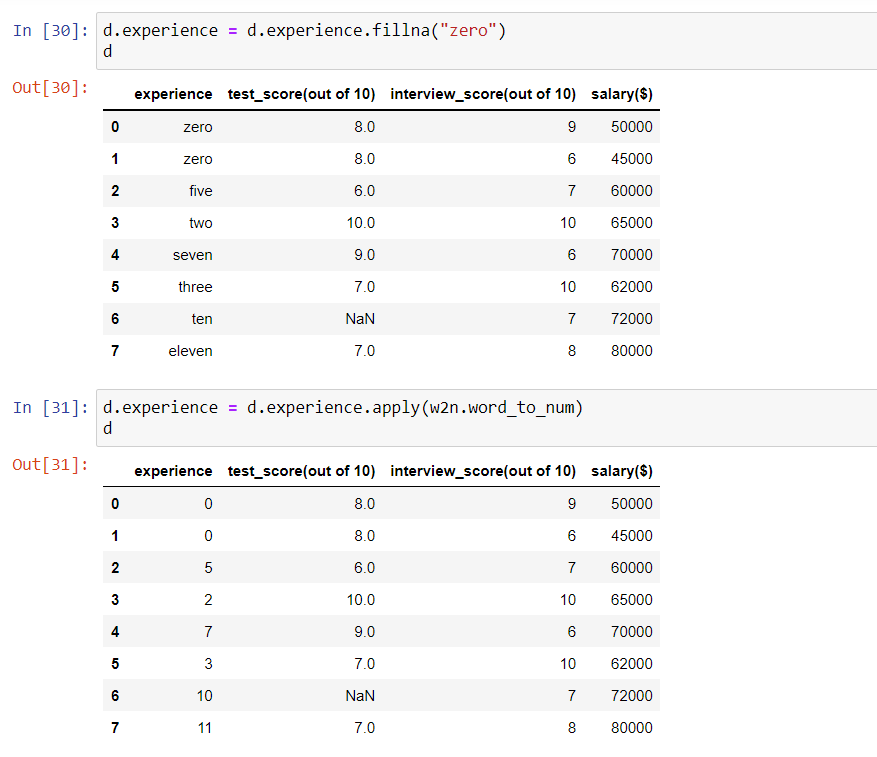 In [30]: d.experience = d.experience.fillna("zero")
d
Out[30]:
experience test_score(out of 10) interview_score(out of 10) salary($)
0 zero 8.0 9 50000
1 zero 8.0 6 45000
2 five 6.0 7 60000
3 two 10.0 10 65000
4 seven 9.0 6 70000
5 three 7.0 10 62000
6 ten NaN 7 72000
7 eleven 7.0 8 80000
In [31]: d.experience = d.experience.apply(w2n.word_to_num)
d
Out[31]:
experience test_score(out of 10) interview_score(out of 10) salary($)
0 0 8.0 9 50000
1 0 8.0 6 45000
2 5 6.0 7 60000
3 2 10.0 10 65000
4 7 9.0 6 70000
5 3 7.0 10 62000
6 10 NaN 7 72000
7 11 7.0 8 80000